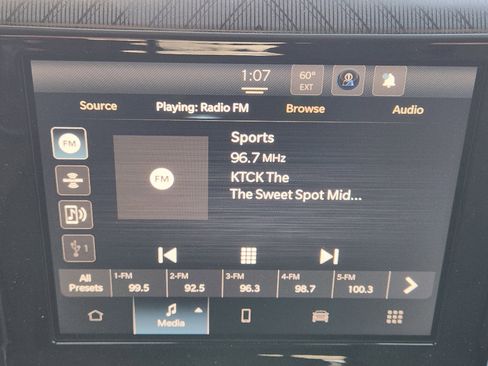 1:07
60°
EXT
Source Playing: Radio FM Browse Audio
FM
Sports
96.7 MHz
FM
KTCK The
The Sweet Spot Mid...
1
All Presets
1-FM 2-FM 3-FM 4-FM 5-FM
99.5 92.5 96.3 98.7 100.3
Media